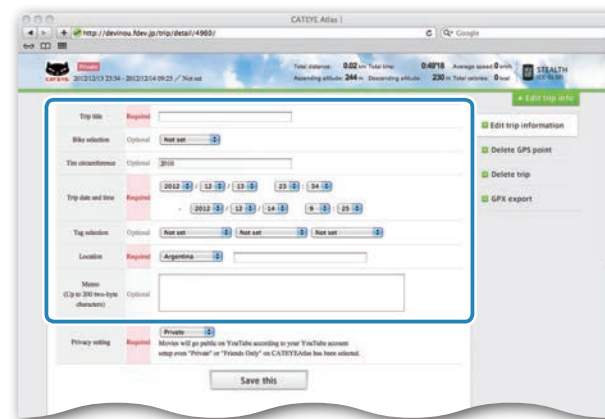 CATEYE Atlas |
http://devinou.fdev.jp/trip/detail/4960/
Google
CATEYE
Private
2012/12/13 23:34 - 2012/12/14 09:25 / Not set
Total distance: 0.02 km Total time: 0:49'18 Average speed 0 km/h
Ascending altitude: 244 m Descending altitude: 230 m Total calories: 0 kcal
STEALTH
Edit trip info
Trip title Required
Bike selection Optional Not set
Tire circumference Optional 2010
Trip date and time Required 2012 / 12 / 13 23 : 34
- 2012 / 12 / 14 9 : 25
Tag selection Optional Not set Not set Not set
Location Required Argentina
Memo
(Up to 200 two-byte
characters)
Optional
Privacy setting Required Private
Movies will go public on YouTube according to your YouTube account
setup even "Private" or "Friends Only" on CATEYEAtlas has been selected.
Save this
Edit trip information
Delete GPS point
Delete trip
GPX export